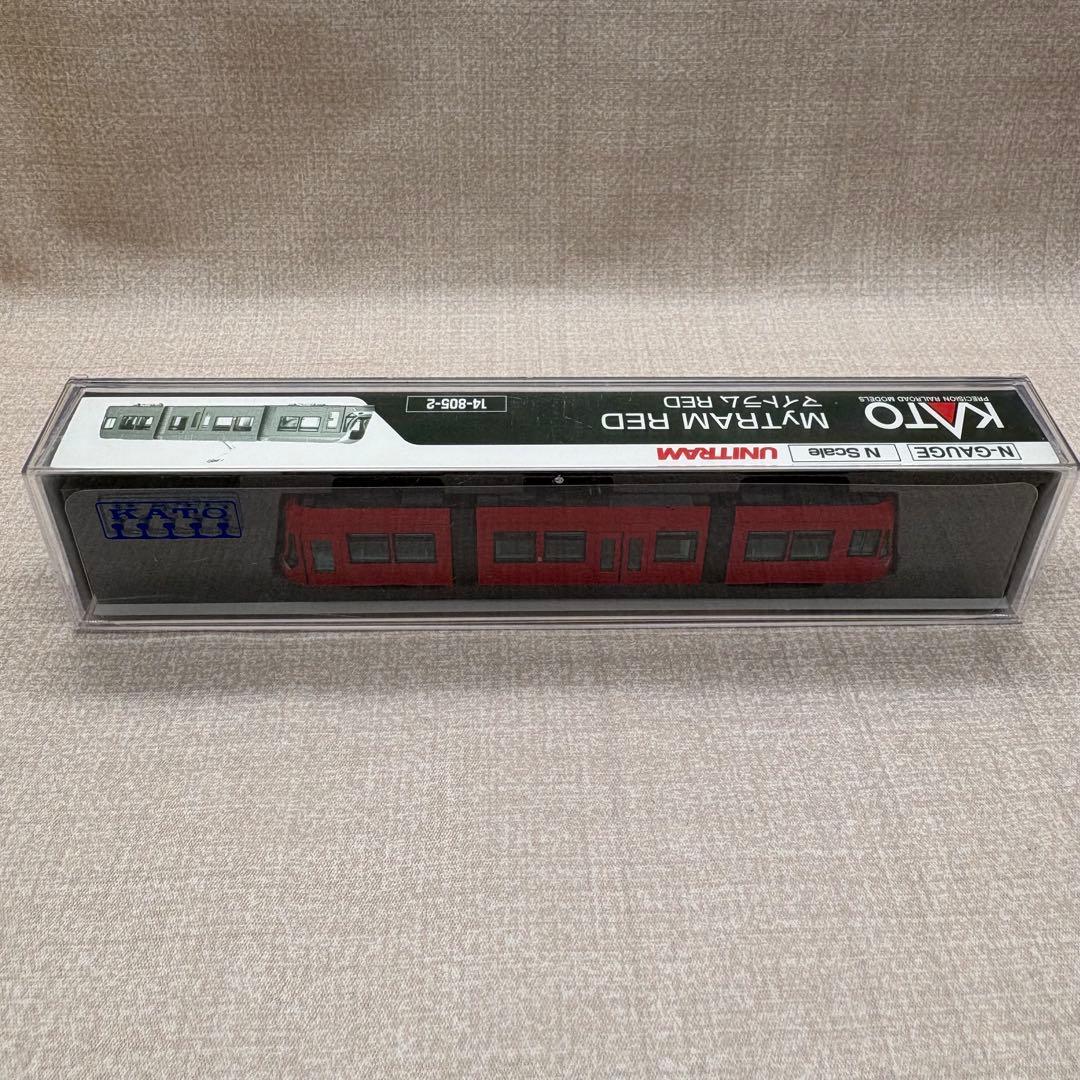 N-GAUGE
N Scale
UNITRAM
KATO
PRECISION RAILROAD MODELS
MyTRAM RED
マイトラム RED
14-805-2
KATO